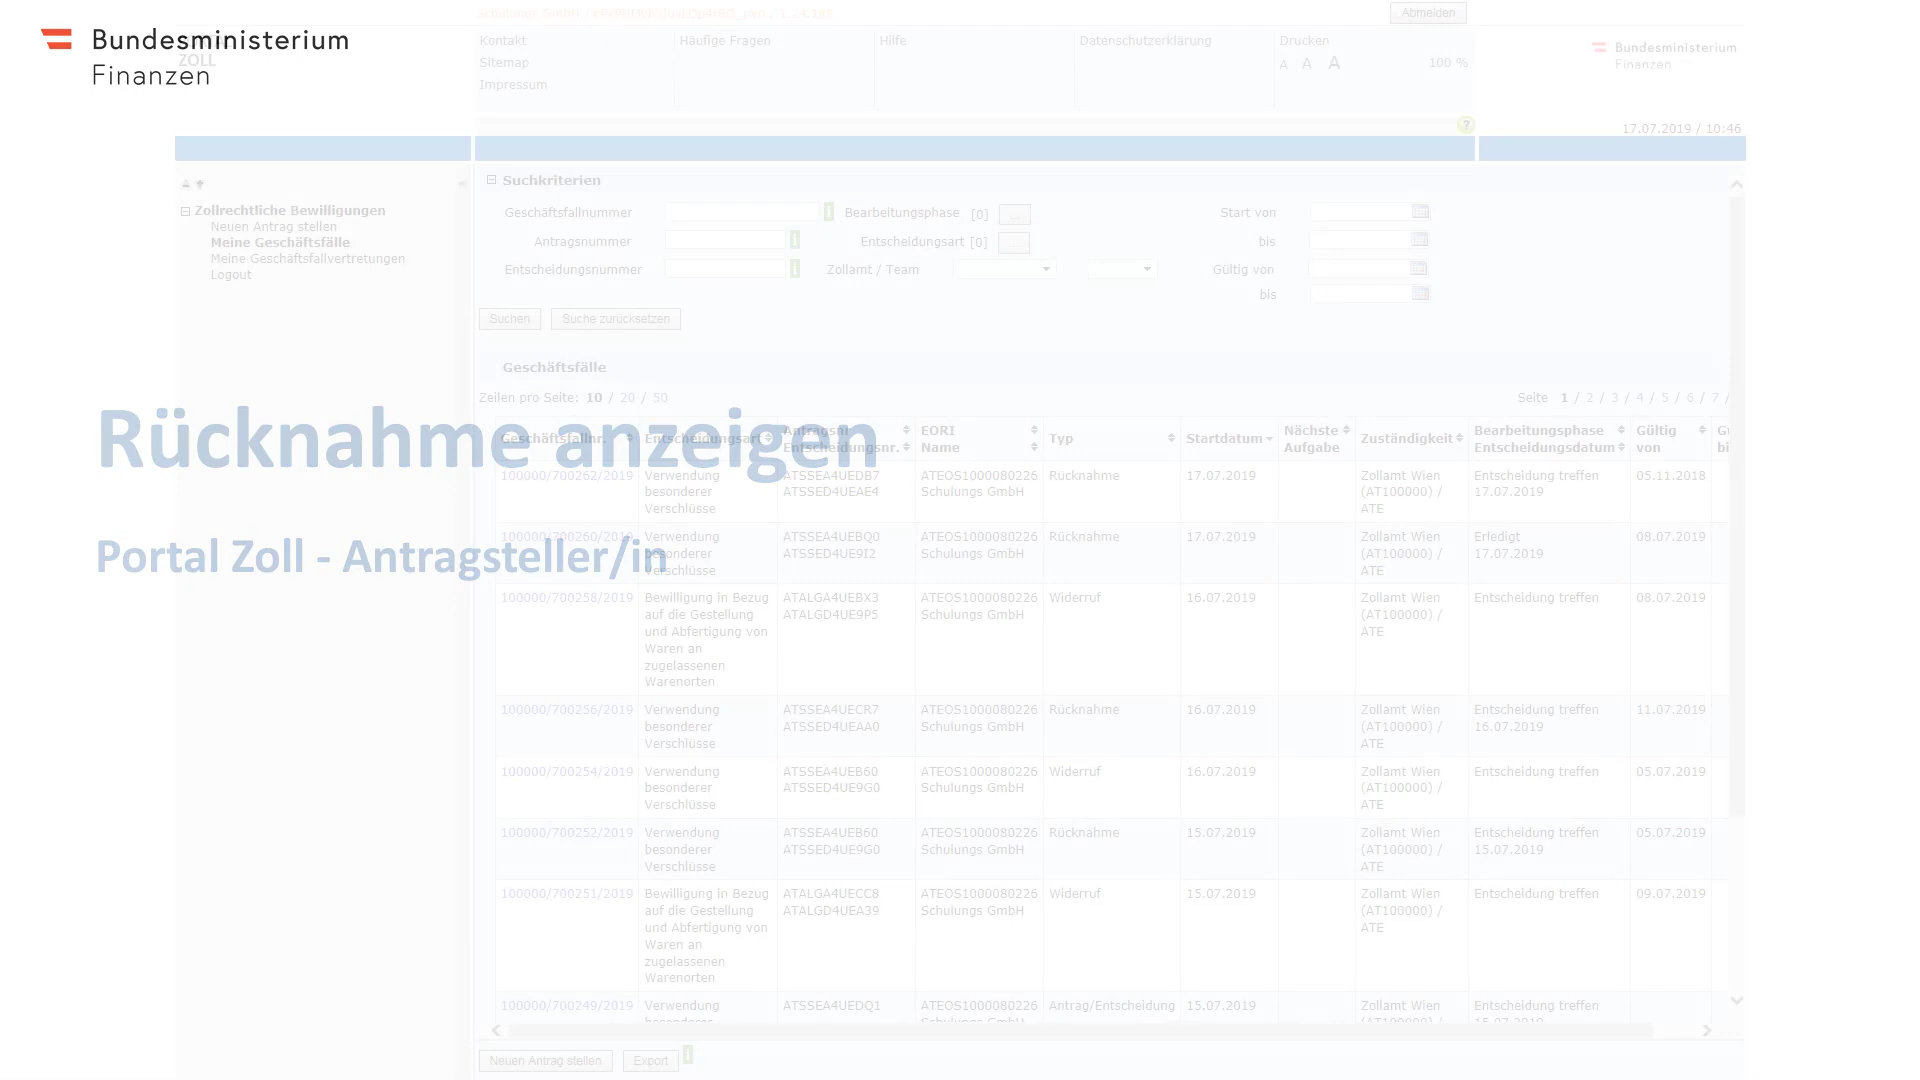 Bundesministerium
Finanzen
ZOLL
Abmelden
Kontakt
Sitemap
Impressum
Häufige Fragen
Hilfe
Datenschutzerklärung
Drucken
A A A 100 %
Bundesministerium
Finanzen
17.07.2019 / 10:46
Zollrechtliche Bewilligungen
Neuen Antrag stellen
Meine Geschäftsfälle
Meine Geschäftsfallvertretungen
Logout
Rücknahme anzeigen
Portal Zoll - Antragsteller/in
Suchkriterien
Geschäftsfallnummer Bearbeitungsphase [0] Start von
Antragsnummer Entscheidungsart [0] bis
Entscheidungsnummer Zollamt / Team Gültig von
bis
Suchen Suche zurücksetzen
Geschäftsfälle
Zeilen pro Seite: 10 / 20 / 50 Seite 1 / 2 / 3 / 4 / 5 / 6 / 7 /
Geschäftsfallnr. Entscheidungsart Antragsnr. Entscheidungsnr. EORI Name Typ Startdatum Nächste Aufgabe Zuständigkeit Bearbeitungsphase Entscheidungsdatum Gültig von
100000/700262/2019 Verwendung besonderer Verschlüsse ATSSEA4UEDB7 ATSSED4UEAE4 ATEOS1000080226 Schulungs GmbH Rücknahme 17.07.2019 Zollamt Wien (AT100000) / ATE Entscheidung treffen 17.07.2019 05.11.2018
100000/700260/2019 Verwendung besonderer Verschlüsse ATSSEA4UEBQ0 ATSSED4UE9I2 ATEOS1000080226 Schulungs GmbH Rücknahme 17.07.2019 Zollamt Wien (AT100000) / ATE Erledigt 17.07.2019 08.07.2019
100000/700258/2019 Bewilligung in Bezug auf die Gestellung und Abfertigung von Waren an zugelassenen Warenorten ATALGA4UEBX3 ATALGD4UE9P5 ATEOS1000080226 Schulungs GmbH Widerruf 16.07.2019 Zollamt Wien (AT100000) / ATE Entscheidung treffen 08.07.2019
100000/700256/2019 Verwendung besonderer Verschlüsse ATSSEA4UECR7 ATSSED4UEAA0 ATEOS1000080226 Schulungs GmbH Rücknahme 16.07.2019 Zollamt Wien (AT100000) / ATE Entscheidung treffen 16.07.2019 11.07.2019
100000/700254/2019 Verwendung besonderer Verschlüsse ATSSEA4UEB60 ATSSED4UE9G0 ATEOS1000080226 Schulungs GmbH Widerruf 16.07.2019 Zollamt Wien (AT100000) / ATE Entscheidung treffen 05.07.2019
100000/700252/2019 Verwendung besonderer Verschlüsse ATSSEA4UEB60 ATSSED4UE9G0 ATEOS1000080226 Schulungs GmbH Rücknahme 15.07.2019 Zollamt Wien (AT100000) / ATE Entscheidung treffen 15.07.2019 05.07.2019
100000/700251/2019 Bewilligung in Bezug auf die Gestellung und Abfertigung von Waren an zugelassenen Warenorten ATALGA4UECC8 ATALGD4UEA39 ATEOS1000080226 Schulungs GmbH Widerruf 15.07.2019 Zollamt Wien (AT100000) / ATE Entscheidung treffen 09.07.2019
100000/700249/2019 Verwendung ATSSEA4UEDQ1 ATEOS1000080226 Antrag/Entscheidung 15.07.2019 Zollamt Wien Entscheidung treffen
Neuen Antrag stellen Export